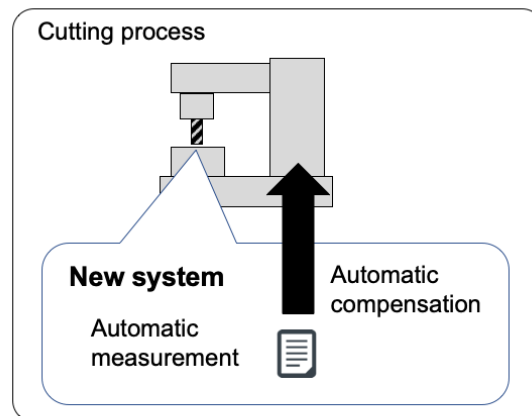 Cutting process
New system
Automatic
compensation
Automatic
measurement